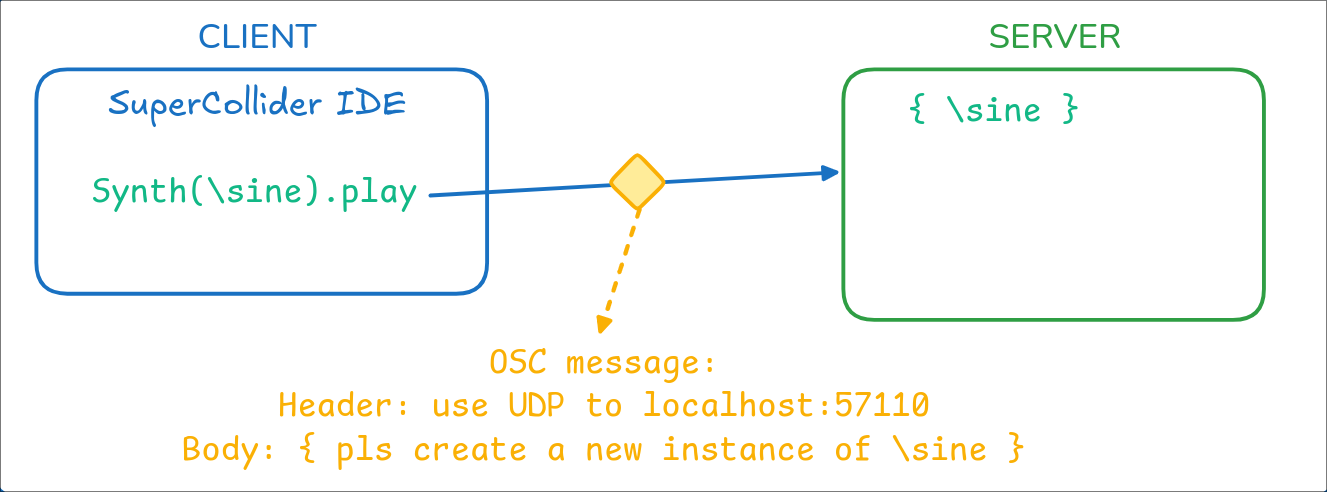 CLIENT
SERVER
SuperCollider IDE
{ \sine }
Synth(\sine).play
OSC message:
Header: use UDP to localhost:57110
Body: { pls create a new instance of \sine }